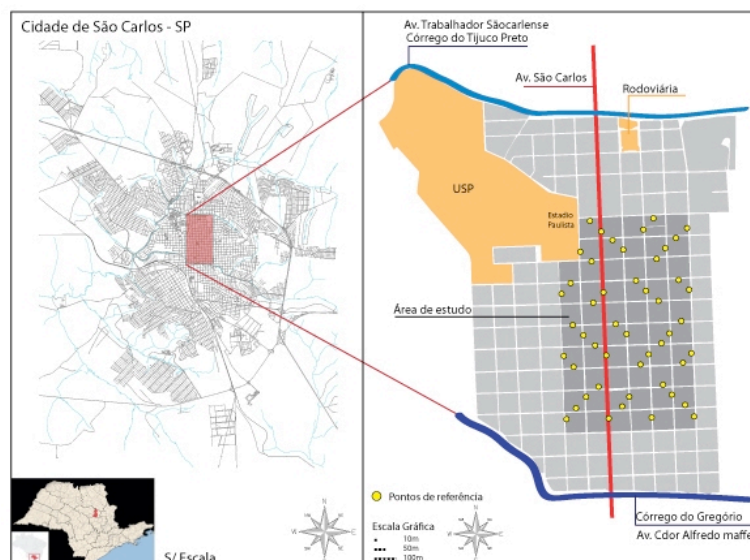 Cidade de São Carlos - SP
S/ Escala
Av. Trabalhador Sãocarlense
Córrego do Tijuco Preto
Av. São Carlos
Rodoviária
USP
Estadio
Paulista
Área de estudo
Pontos de referência
Escala Gráfica
10m
50m
100m
Córrego do Gregório
Av. Cdor Alfredo maffe
N
N